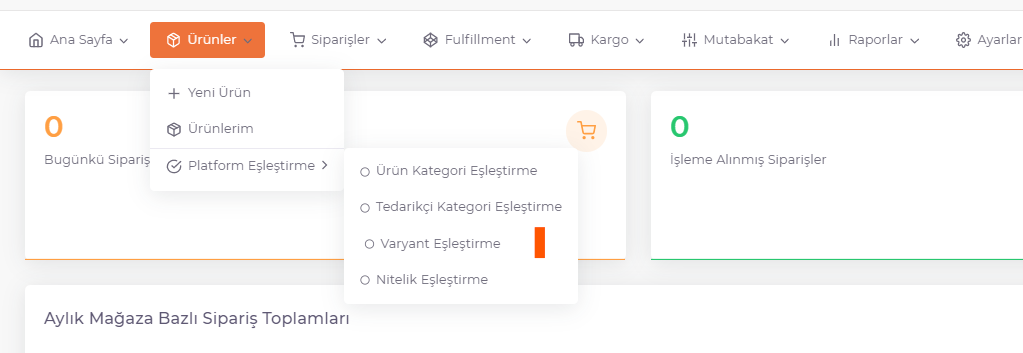 Ana Sayfa Ürünler Siparişler Fulfillment Kargo Mutabakat Raporlar Ayarlar
Yeni Ürün
Ürünlerim
Platform Eşleştirme
Ürün Kategori Eşleştirme
Tedarikçi Kategori Eşleştirme
Varyant Eşleştirme
Nitelik Eşleştirme
0
Bugünkü Sipariş
0
İşleme Alınmış Siparişler
Aylık Mağaza Bazlı Sipariş Toplamları